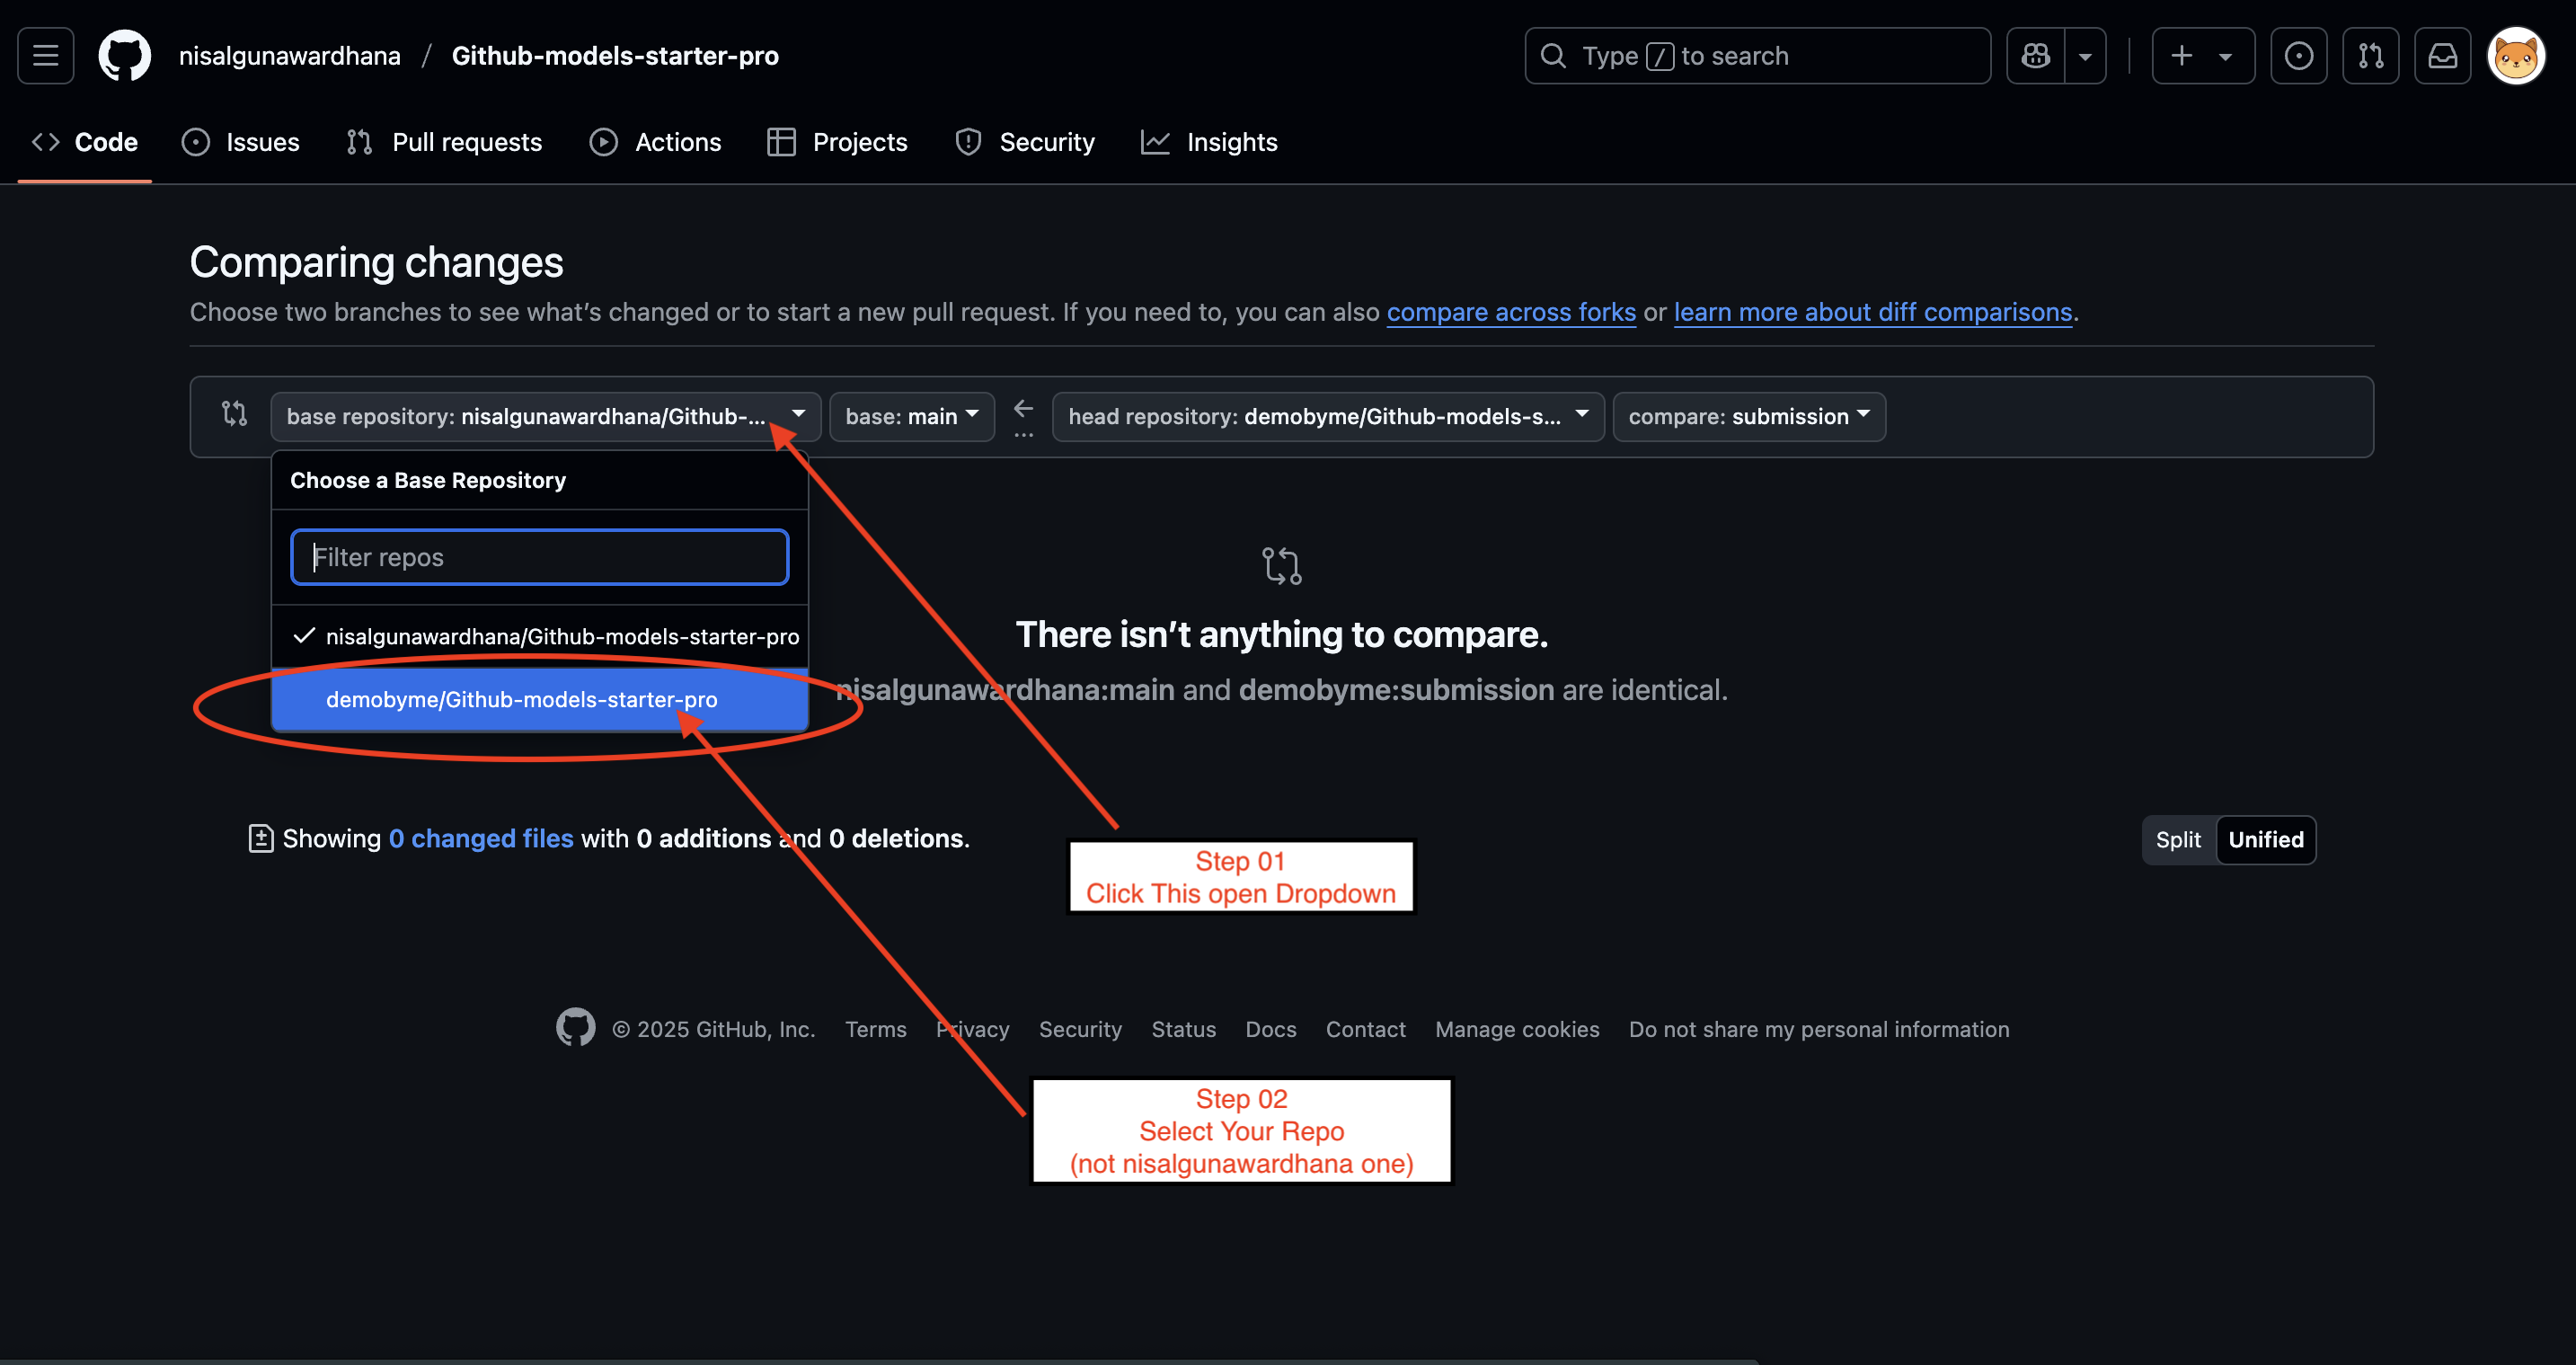 nisalgunawardhana / Github-models-starter-pro
Type / to search
Code Issues Pull requests Actions Projects Security Insights
Comparing changes
Choose two branches to see what’s changed or to start a new pull request. If you need to, you can also compare across forks or learn more about diff comparisons.
base repository: nisalgunawardhana/Github-... base: main ... head repository: demobyme/Github-models-s... compare: submission
Choose a Base Repository
Filter repos
nisalgunawardhana/Github-models-starter-pro
demobyme/Github-models-starter-pro
There isn’t anything to compare.
nisalgunawardhana:main and demobyme:submission are identical.
Showing 0 changed files with 0 additions and 0 deletions.
Split Unified
Step 01
Click This open Dropdown
© 2025 GitHub, Inc. Terms Privacy Security Status Docs Contact Manage cookies Do not share my personal information
Step 02
Select Your Repo
(not nisalgunawardhana one)